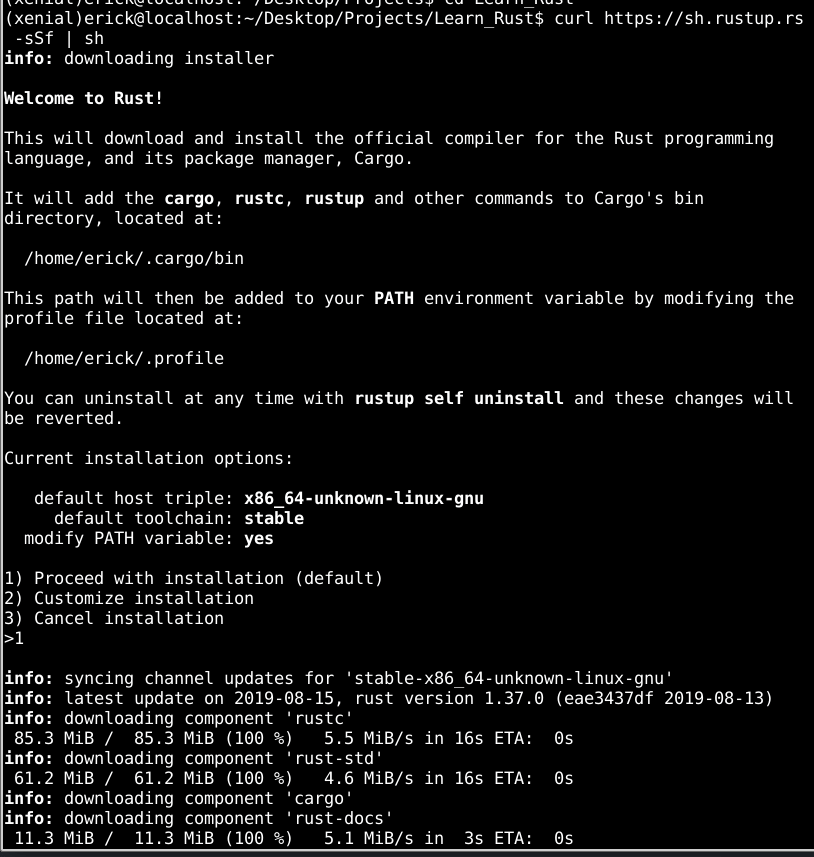 (xenial)erick@localhost:~/Desktop/Projects$ cd Learn_Rust
(xenial)erick@localhost:~/Desktop/Projects/Learn_Rust$ curl https://sh.rustup.rs
 -sSf | sh
info: downloading installer

Welcome to Rust!

This will download and install the official compiler for the Rust programming
language, and its package manager, Cargo.

It will add the cargo, rustc, rustup and other commands to Cargo's bin
directory, located at:

  /home/erick/.cargo/bin

This path will then be added to your PATH environment variable by modifying the
profile file located at:

  /home/erick/.profile

You can uninstall at any time with rustup self uninstall and these changes will
be reverted.

Current installation options:

   default host triple: x86_64-unknown-linux-gnu
     default toolchain: stable
  modify PATH variable: yes

1) Proceed with installation (default)
2) Customize installation
3) Cancel installation
>1

info: syncing channel updates for 'stable-x86_64-unknown-linux-gnu'
info: latest update on 2019-08-15, rust version 1.37.0 (eae3437df 2019-08-13)
info: downloading component 'rustc'
 85.3 MiB /  85.3 MiB (100 %)   5.5 MiB/s in 16s ETA:  0s
info: downloading component 'rust-std'
 61.2 MiB /  61.2 MiB (100 %)   4.6 MiB/s in 16s ETA:  0s
info: downloading component 'cargo'
info: downloading component 'rust-docs'
 11.3 MiB /  11.3 MiB (100 %)   5.1 MiB/s in  3s ETA:  0s